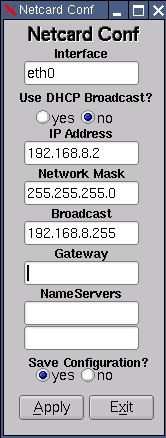 Netcard Conf
Netcard Conf
Interface
eth0
Use DHCP Broadcast?
yes no
IP Address
192.168.8.2
Network Mask
255.255.255.0
Broadcast
192.168.8.255
Gateway
NameServers
Save Configuration?
yes no
Apply Exit